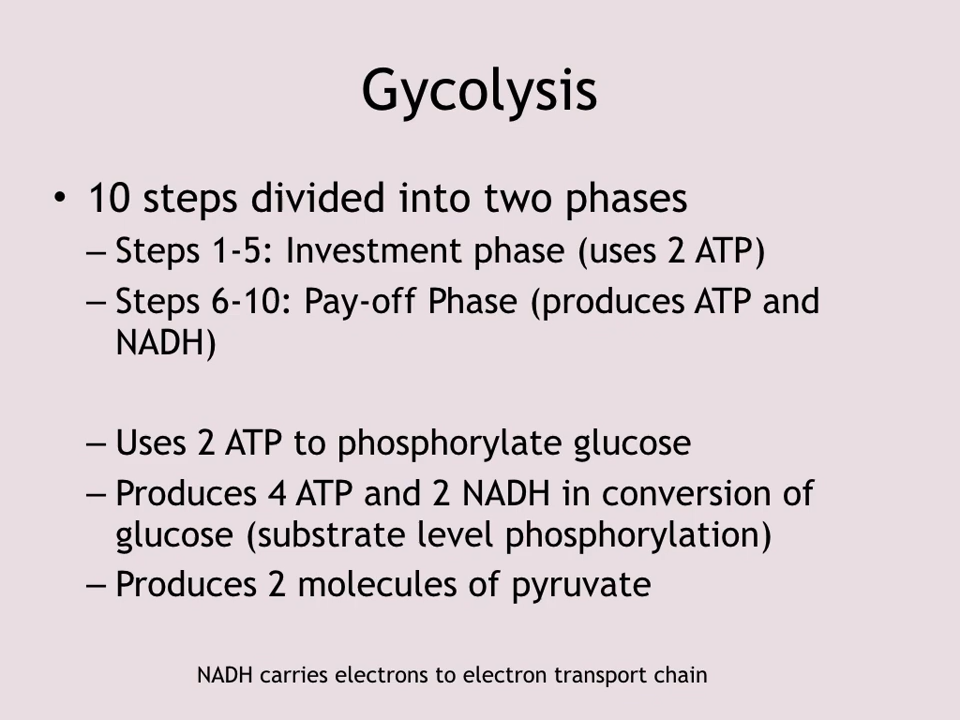 Gycolysis
• 10 steps divided into two phases
– Steps 1-5: Investment phase (uses 2 ATP)
– Steps 6-10: Pay-off Phase (produces ATP and
NADH)
– Uses 2 ATP to phosphorylate glucose
– Produces 4 ATP and 2 NADH in conversion of
glucose (substrate level phosphorylation)
– Produces 2 molecules of pyruvate
NADH carries electrons to electron transport chain